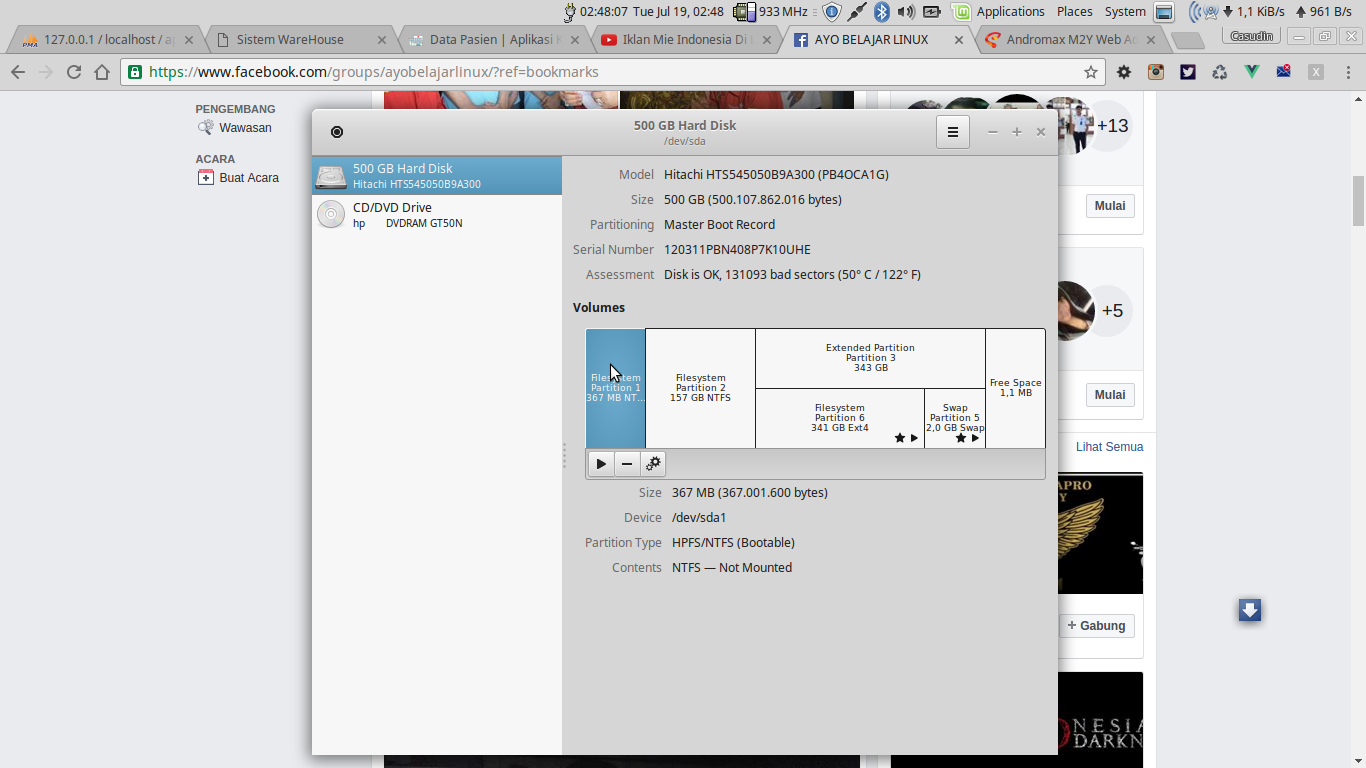 02:48:07 Tue Jul 19, 02:48 933 MHz Applications Places System 1,1 KiB/s 961 B/s
127.0.0.1 / localhost / a
Sistem WareHouse
Data Pasien | Aplikasi
Iklan Mie Indonesia Di
AYO BELAJAR LINUX
Andromax M2Y Web Ad
Casudin
https://www.facebook.com/groups/ayobelajarlinux/?ref=bookmarks
PENGEMBANG
Wawasan
ACARA
Buat Acara
500 GB Hard Disk
/dev/sda
500 GB Hard Disk
Hitachi HTS545050B9A300
CD/DVD Drive
hp DVDRAM GT50N
Model Hitachi HTS545050B9A300 (PB4OCA1G)
Size 500 GB (500.107.862.016 bytes)
Partitioning Master Boot Record
Serial Number 120311PBN408P7K10UHE
Assessment Disk is OK, 131093 bad sectors (50° C / 122° F)
Volumes
Filesystem
Partition 1
367 MB NT...
Filesystem
Partition 2
157 GB NTFS
Extended Partition
Partition 3
343 GB
Filesystem
Partition 6
341 GB Ext4
Swap
Partition 5
2,0 GB Swap
Free Space
1,1 MB
Size 367 MB (367.001.600 bytes)
Device /dev/sda1
Partition Type HPFS/NTFS (Bootable)
Contents NTFS — Not Mounted
+13
Mulai
+5
Mulai
Lihat Semua
APRO
Y
+ Gabung
NESIA
DARKN